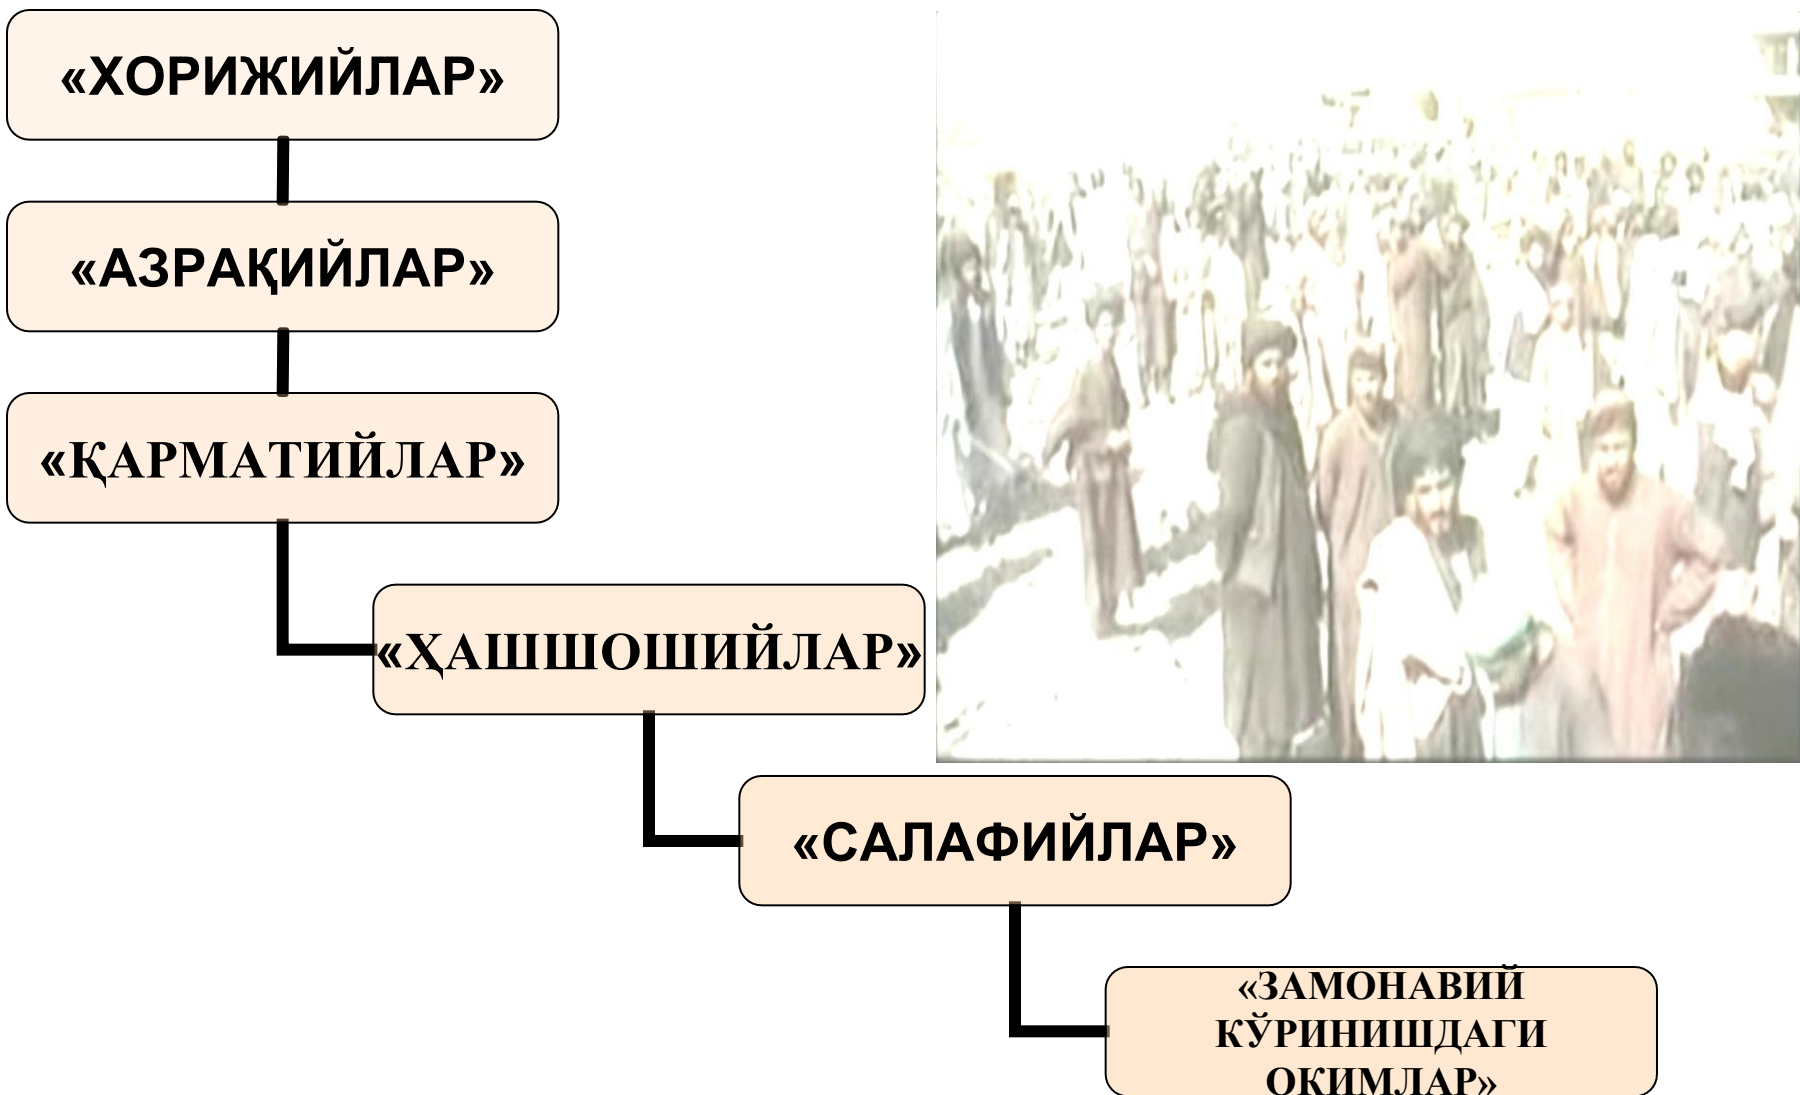 «ХОРИЖИЙЛАР»
«АЗРАҚИЙЛАР»
«ҚАРМАТИЙЛАР»
«ҲАШШОШИЙЛАР»
«САЛАФИЙЛАР»
«ЗАМОНАВИЙ
КЎРИНИШДАГИ
ОКИМЛАР»